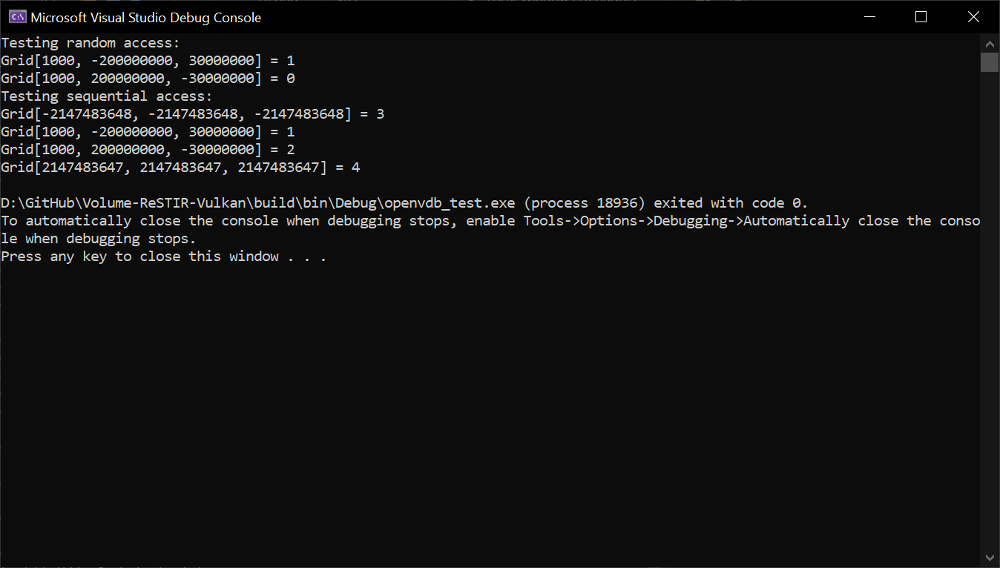 Microsoft Visual Studio Debug Console
Testing random access:
Grid[1000, -200000000, 30000000] = 1
Grid[1000, 200000000, -30000000] = 0
Testing sequential access:
Grid[-2147483648, -2147483648, -2147483648] = 3
Grid[1000, -200000000, 30000000] = 1
Grid[1000, 200000000, -30000000] = 2
Grid[2147483647, 2147483647, 2147483647] = 4
D:\GitHub\Volume-ReSTIR-Vulkan\build\bin\Debug\openvdb_test.exe (process 18936) exited with code 0.
To automatically close the console when debugging stops, enable Tools->Options->Debugging->Automatically close the conso
le when debugging stops.
Press any key to close this window . . .